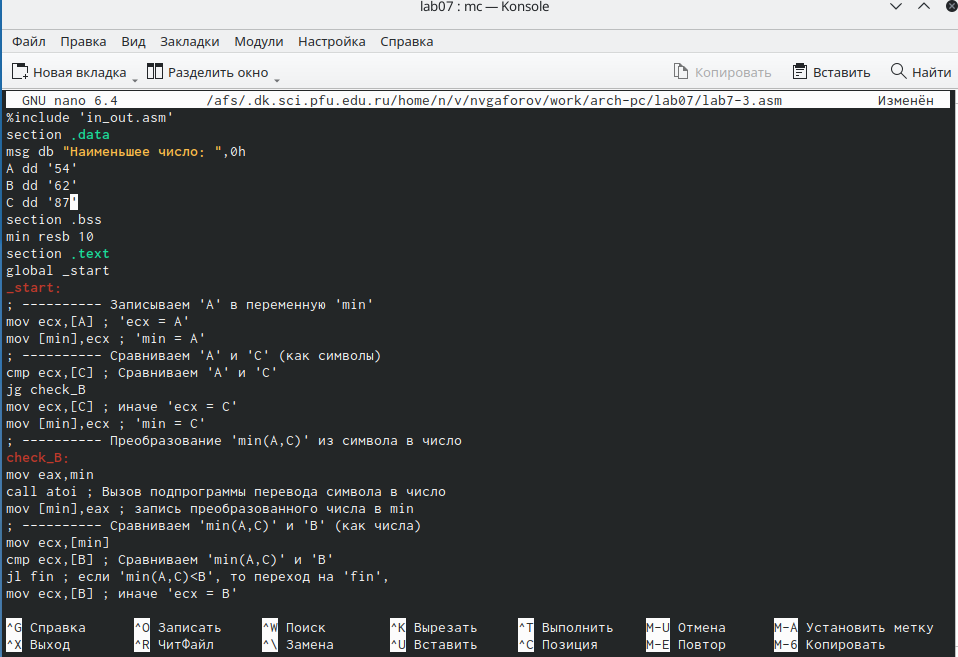 lab07 : mc — Konsole
Файл Правка Вид Закладки Модули Настройка Справка
Новая вкладка Разделить окно Копировать Вставить Найти
GNU nano 6.4 /afs/.dk.sci.pfu.edu.ru/home/n/v/nvgaforov/work/arch-pc/lab07/lab7-3.asm Изменён
%include 'in_out.asm'
section .data
msg db "Наименьшее число: ",0h
A dd '54'
B dd '62'
C dd '87'
section .bss
min resb 10
section .text
global _start
_start:
; ---------- Записываем 'A' в переменную 'min'
mov ecx,[A] ; 'ecx = A'
mov [min],ecx ; 'min = A'
; ---------- Сравниваем 'A' и 'С' (как символы)
cmp ecx,[C] ; Сравниваем 'A' и 'С'
jg check_B
mov ecx,[C] ; иначе 'ecx = C'
mov [min],ecx ; 'min = C'
; ---------- Преобразование 'min(A,C)' из символа в число
check_B:
mov eax,min
call atoi ; Вызов подпрограммы перевода символа в число
mov [min],eax ; запись преобразованного числа в min
; ---------- Сравниваем 'min(A,C)' и 'B' (как числа)
mov ecx,[min]
cmp ecx,[B] ; Сравниваем 'min(A,C)' и 'B'
jl fin ; если 'min(A,C)<B', то переход на 'fin',
mov ecx,[B] ; иначе 'ecx = B'
^G Справка ^O Записать ^W Поиск ^K Вырезать ^T Выполнить M-U Отмена M-A Установить метку
^X Выход ^R ЧитФайл ^\ Замена ^U Вставить ^C Позиция M-E Повтор M-6 Копировать